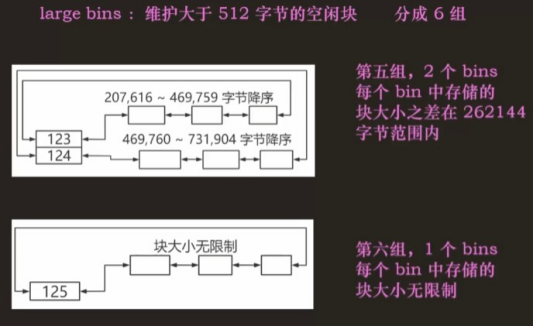 large bins : 维护大于 512 字节的空闲块 分成 6 组
207,616 ~ 469,759 字节降序
123
124
469,760 ~ 731,904 字节降序
第五组，2 个 bins
每个 bin 中存储的
块大小之差在 262144
字节范围内
块大小无限制
125
第六组，1 个 bins
每个 bin 中存储的
块大小无限制